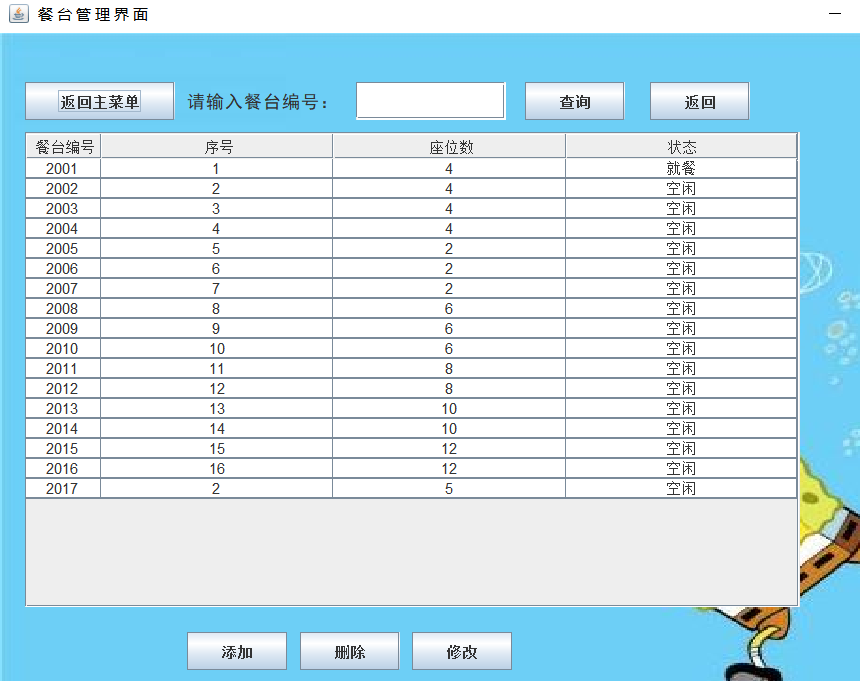 餐台管理界面
返回主菜单 请输入餐台编号： 查询 返回
餐台编号 序号 座位数 状态
2001 1 4 就餐
2002 2 4 空闲
2003 3 4 空闲
2004 4 4 空闲
2005 5 2 空闲
2006 6 2 空闲
2007 7 2 空闲
2008 8 6 空闲
2009 9 6 空闲
2010 10 6 空闲
2011 11 8 空闲
2012 12 8 空闲
2013 13 10 空闲
2014 14 10 空闲
2015 15 12 空闲
2016 16 12 空闲
2017 2 5 空闲
添加 删除 修改